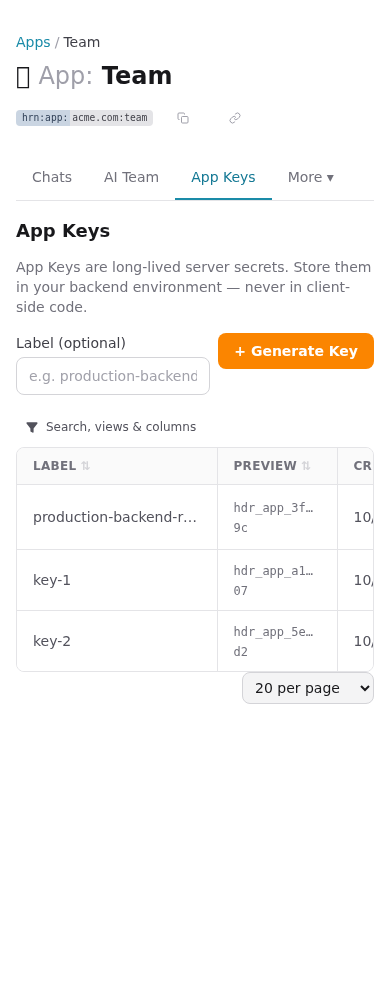 Apps / Team
App: Team
hrn:app: acme.com:team
Chats AI Team App Keys More ▾
App Keys
App Keys are long-lived server secrets. Store them
in your backend environment — never in client-
side code.
Label (optional)
+ Generate Key
e.g. production-backend
Search, views & columns
LABEL ⇅ PREVIEW ⇅ CR
production-backend-r… hdr_app_3f… 10/
9c
key-1 hdr_app_a1… 10/
07
key-2 hdr_app_5e… 10/
d2
20 per page